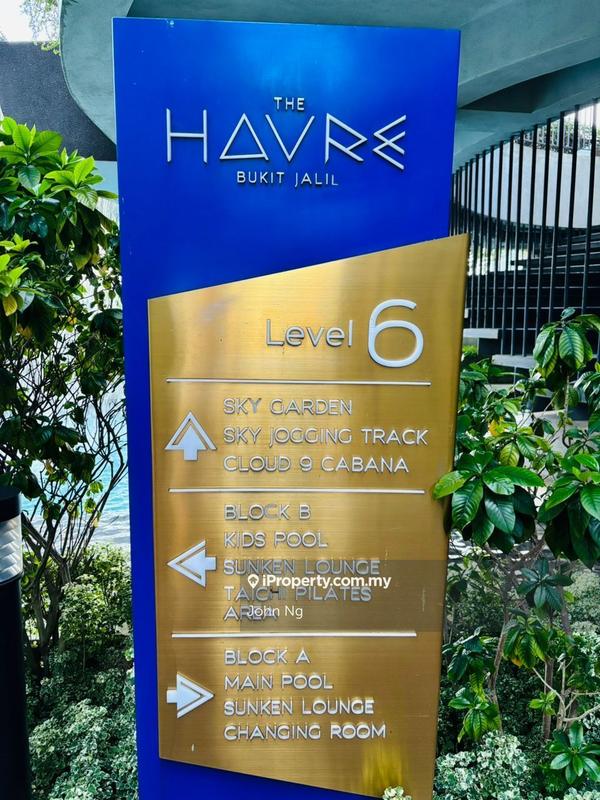 THE
HAVRE
BUKIT JALIL
Level 6
SKY GARDEN
SKY JOGGING TRACK
CLOUD 9 CABANA
BLOCK B
KIDS POOL
SUNKEN LOUNGE
TAICHI PILATES
AREA
iProperty.com.my
John Ng
BLOCK A
MAIN POOL
SUNKEN LOUNGE
CHANGING ROOM